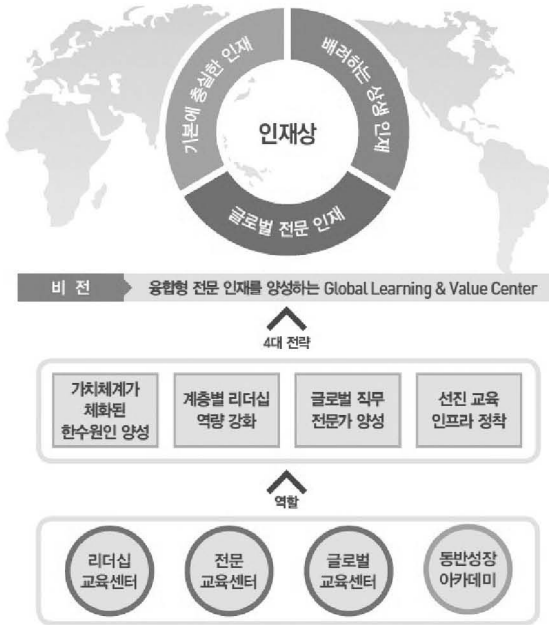 기본에 충실한 인재
배려하는 상생 인재
인재상
글로벌 전문 인재
비 전
융합형 전문 인재를 양성하는 Global Learning & Value Center
4대 전략
가치체계가
체화된
한수원인 양성
계층별 리더십
역량 강화
글로벌 직무
전문가 양성
선진 교육
인프라 정착
역할
리더십
교육센터
전문
교육센터
글로벌
교육센터
동반성장
아카데미